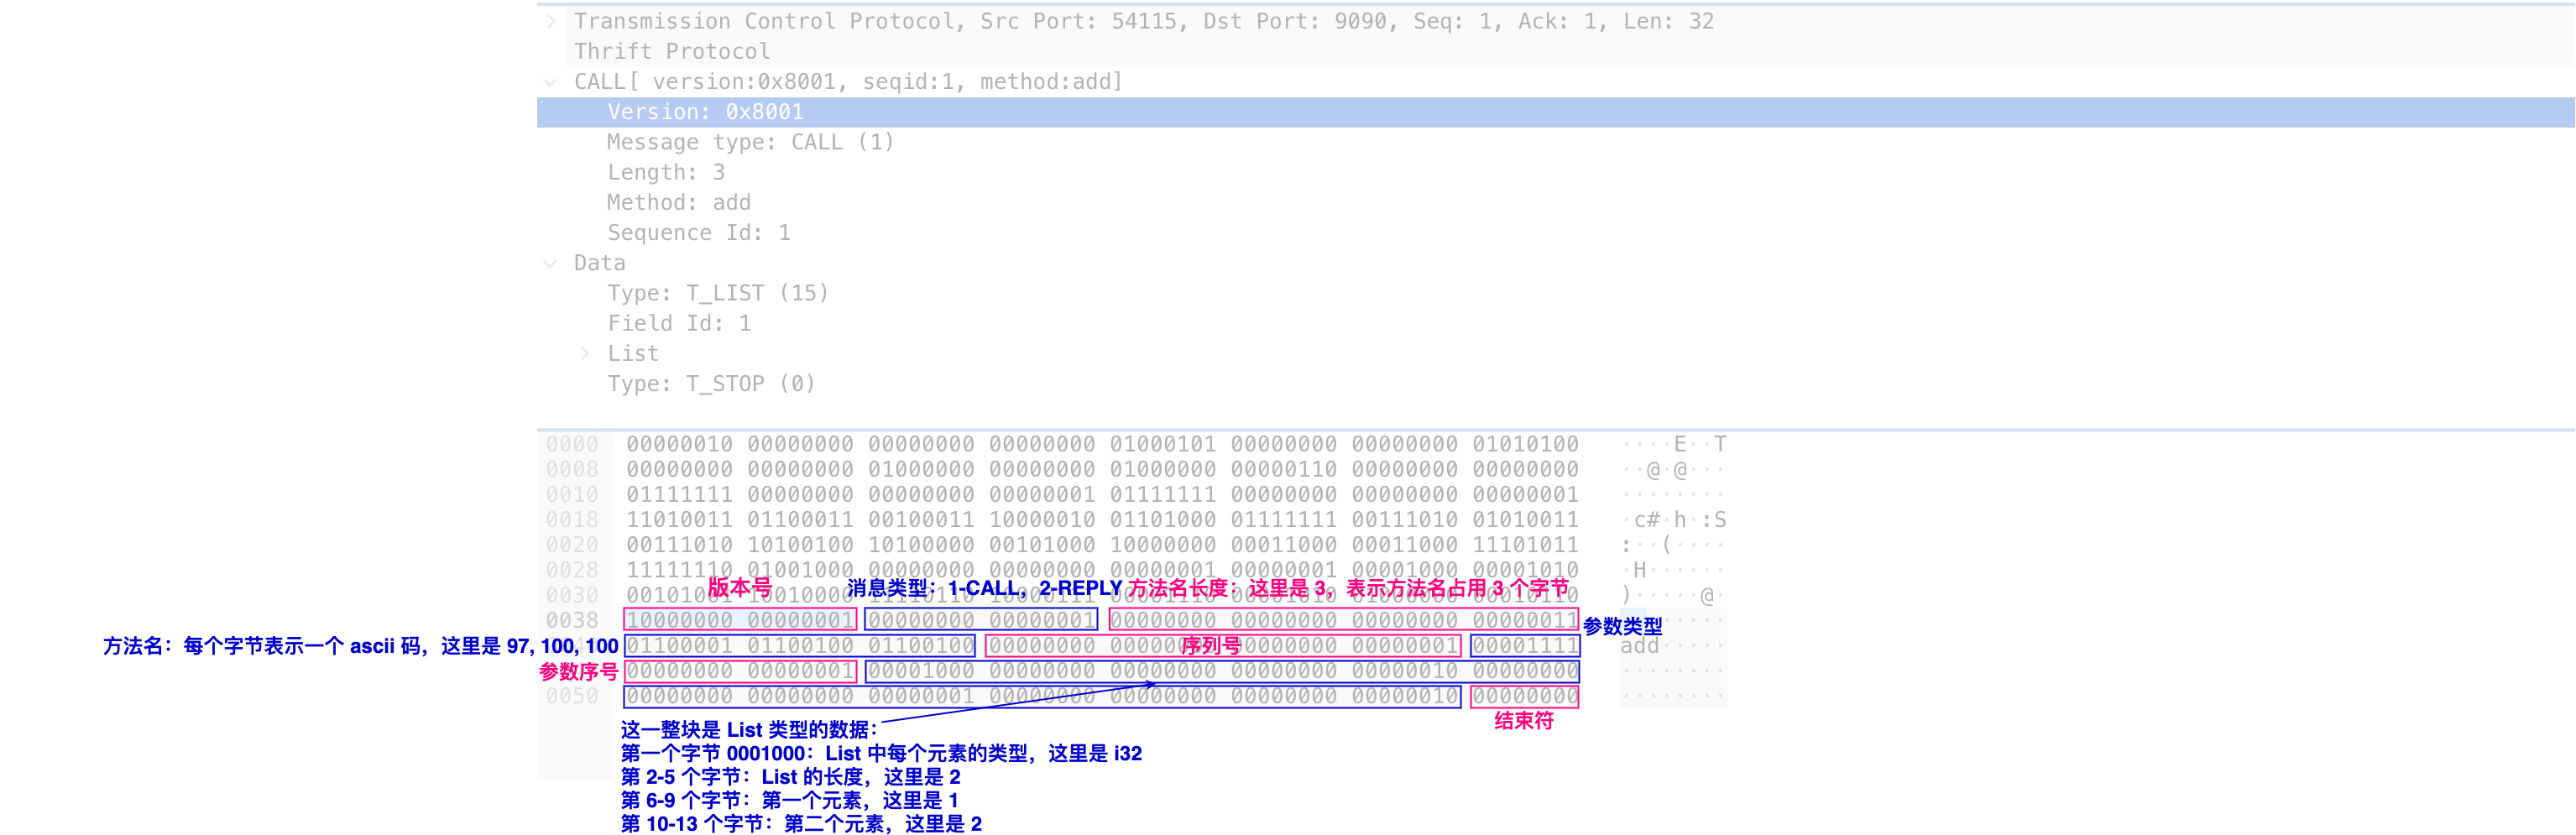 Transmission Control Protocol, Src Port: 54115, Dst Port: 9090, Seq: 1, Ack: 1, Len: 32
Thrift Protocol
CALL[ version:0x8001, seqid:1, method:add]
Version: 0x8001
Message type: CALL (1)
Length: 3
Method: add
Sequence Id: 1
Data
Type: T_LIST (15)
Field Id: 1
List
Type: T_STOP (0)
0000 00000010 00000000 00000000 00000000 01000101 00000000 00000000 01010100 ····E··T
0008 00000000 00000000 01000000 00000000 01000000 00000110 00000000 00000000 ··@·@···
0010 01111111 00000000 00000000 00000001 01111111 00000000 00000000 00000001 ········
0018 11010011 01100011 00100011 10000010 01101000 01111111 00111010 01010011 ·c#·h·:S
0020 00111010 10100100 10100000 00101000 10000000 00011000 00011000 11101011 :··(····
0028 11111110 01001000 00000000 00000000 00000001 00000001 00001000 00001010 ·H······
版本号 消息类型：1-CALL，2-REPLY 方法名长度：这里是 3，表示方法名占用 3 个字节
0030 00101001 10010000 11110110 10000111 00001110 00001010 01000000 00010110 )·····@·
0038 10000000 00000001 00000000 00000001 00000000 00000000 00000000 00000011 ········
参数类型
方法名：每个字节表示一个 ascii 码，这里是 97, 100, 100 01100001 01100100 01100100 00000000 00000000 00000000 00000001 00001111 add·····
序列号
参数序号 00000000 00000001 00001000 00000000 00000000 00000000 00000010 00000000 ········
0050 00000000 00000000 00000001 00000000 00000000 00000000 00000010 00000000 ········
结束符
这一整块是 List 类型的数据：
第一个字节 0001000：List 中每个元素的类型，这里是 i32
第 2-5 个字节：List 的长度，这里是 2
第 6-9 个字节：第一个元素，这里是 1
第 10-13 个字节：第二个元素，这里是 2